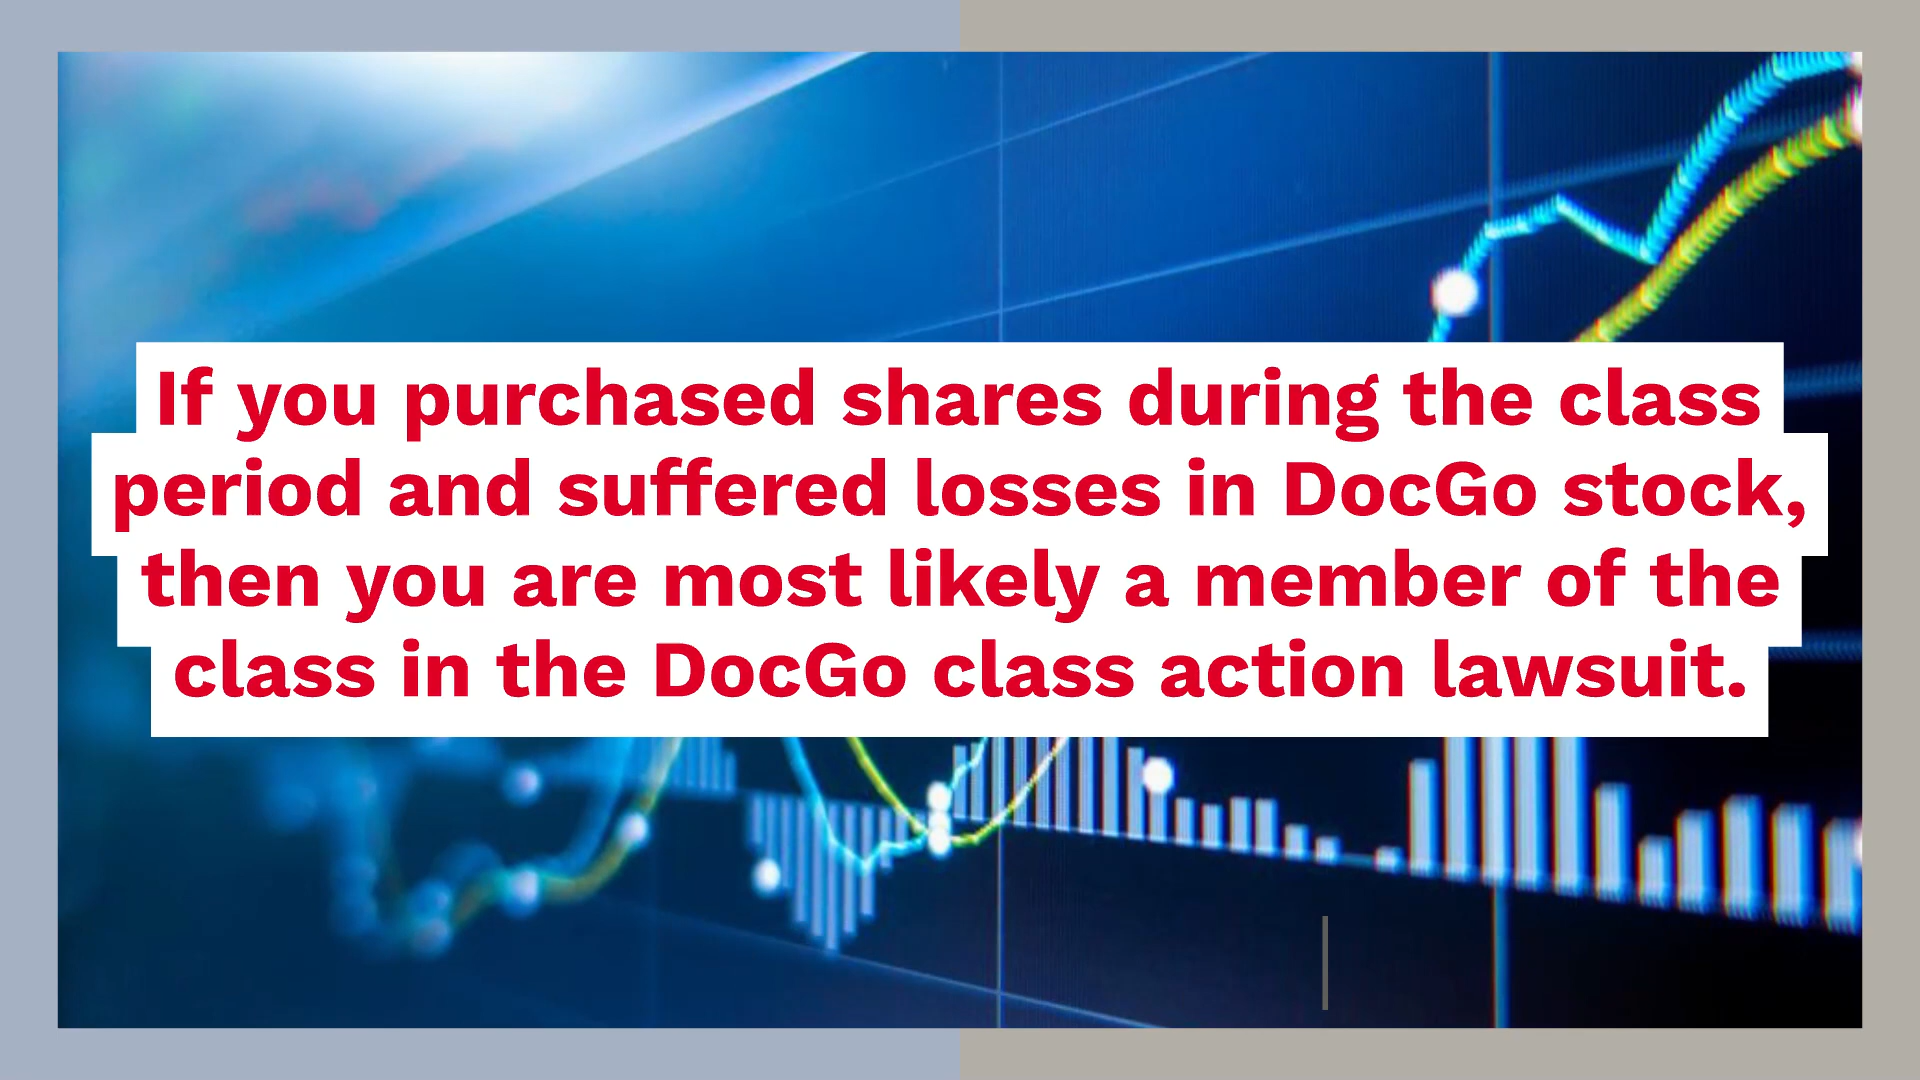 If you purchased shares during the class
period and suffered losses in DocGo stock,
then you are most likely a member of the
class in the DocGo class action lawsuit.